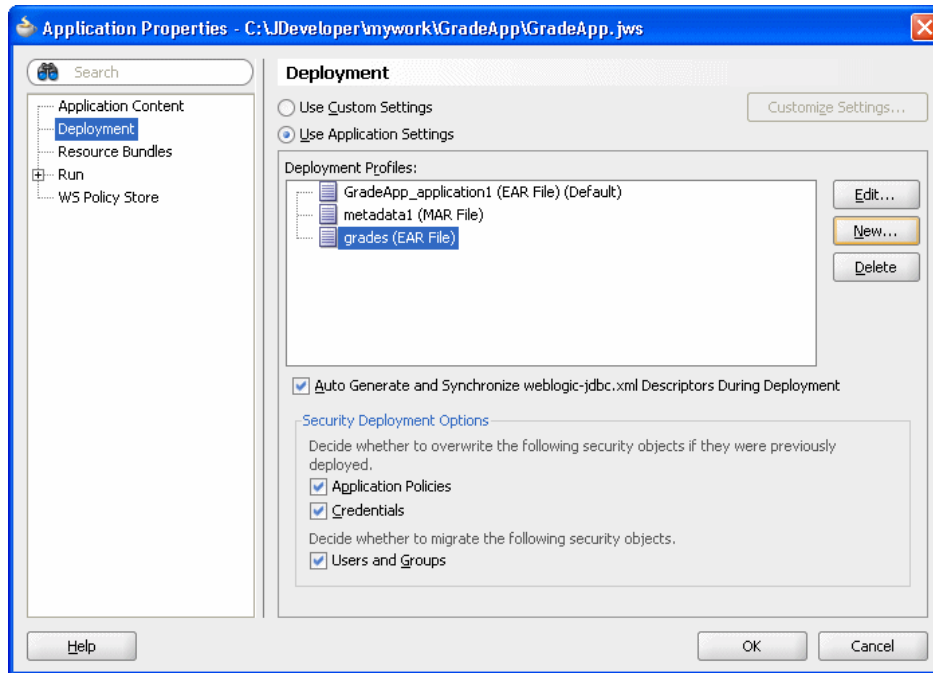 Application Properties - C:\JDeveloper\mywork\GradeApp\GradeApp.jws
Search
Application Content
Deployment
Resource Bundles
Run
WS Policy Store
Deployment
Use Custom Settings
Customize Settings...
Use Application Settings
Deployment Profiles:
GradeApp_application1 (EAR File) (Default)
metadata1 (MAR File)
grades (EAR File)
Edit...
New...
Delete
Auto Generate and Synchronize weblogic-jdbc.xml Descriptors During Deployment
Security Deployment Options
Decide whether to overwrite the following security objects if they were previously
deployed.
Application Policies
Credentials
Decide whether to migrate the following security objects.
Users and Groups
Help
OK
Cancel